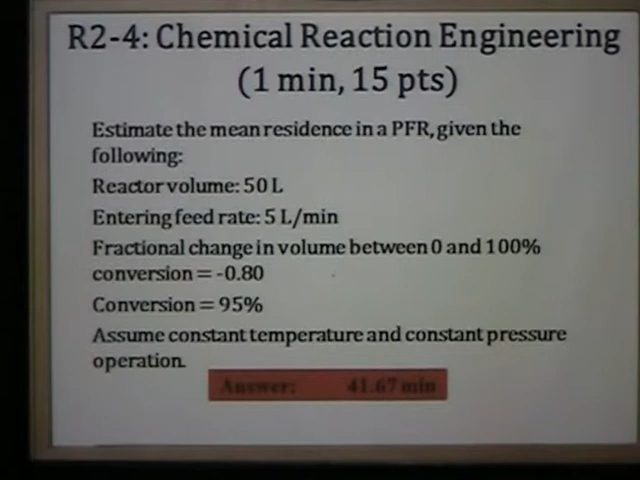 R2-4: Chemical Reaction Engineering
(1 min, 15 pts)
Estimate the mean residence in a PFR, given the
following:
Reactor volume: 50 L
Entering feed rate: 5 L/min
Fractional change in volume between 0 and 100%
conversion = -0.80
Conversion = 95%
Assume constant temperature and constant pressure
operation.
Answer: 41.67 min